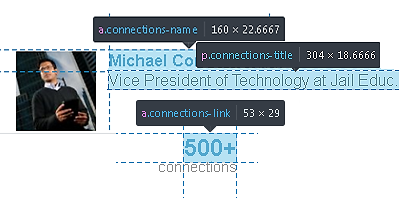 a.connections-name | 160 × 22.6667
p.connections-title | 304 × 18.6666
Michael Co
Vice President of Technology at Jail Educ...
a.connections-link | 53 × 29
500+
connections